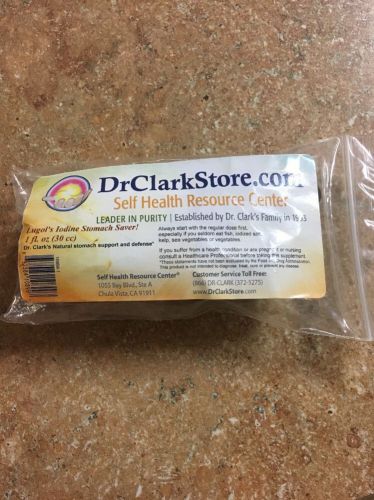 DrClarkStore.com
Self Health Resource Center
LEADER IN PURITY | Established by Dr. Clark's Family in 1993
Lugol's Iodine Stomach Saver!
1 fl. oz (30 cc)
Dr. Clark's Natural stomach support and defense*
Always start with the regular dose first,
especially if you seldom eat fish, iodized salt,
kelp, sea vegetables or vegetables.
If you suffer from a health condition or are pregnant or nursing
consult a Healthcare Professional before taking this supplement.
*These statements have not been evaluated by the Food and Drug Administration.
This product is not intended to diagnose, treat, cure or prevent any disease
Self Health Resource Center®
1055 Bay Blvd., Ste A
Chula Vista, CA 91911
Customer Service Toll Free:
(866) DR CLARK (372-5275)
www.DrClarkStore.com